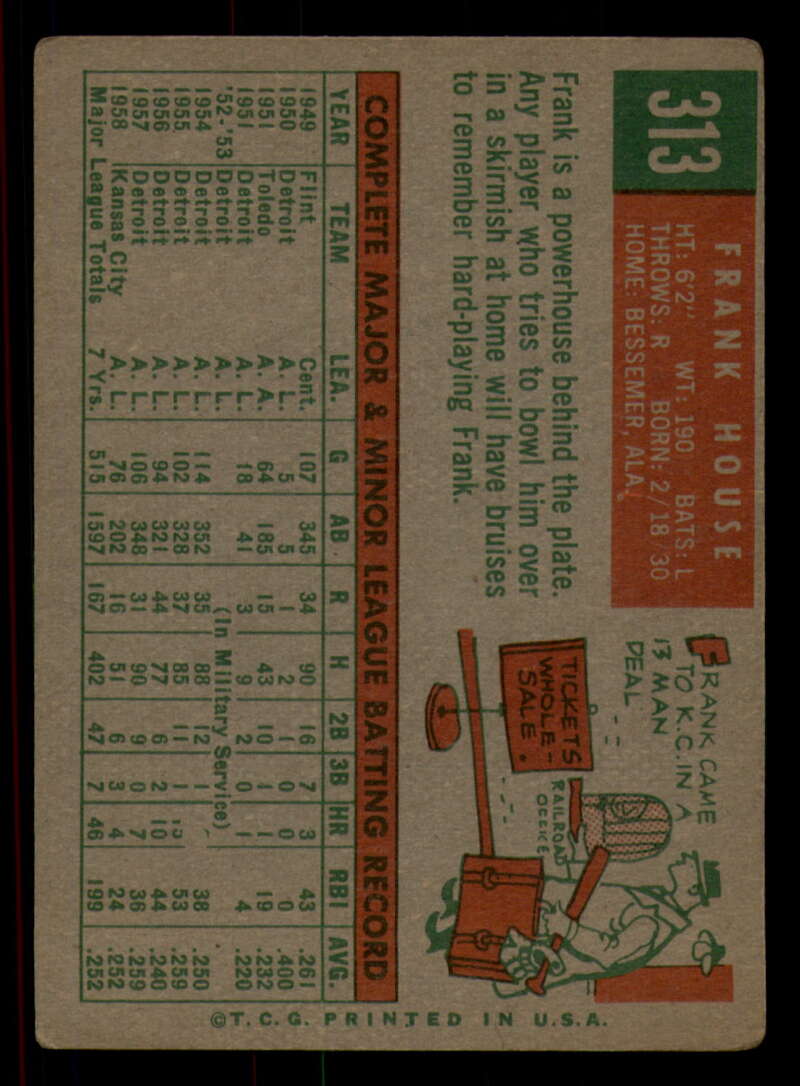 313
FRANK HOUSE
HT: 6'2" WT: 190 BATS: L
THROWS: R BORN: 2/18/30
HOME: BESSEMER, ALA.
Frank is a powerhouse behind the plate.
Any player who tries to bowl him over
in a skirmish at home will have bruises
to remember hard-playing Frank.
FRANK CAME
TO K.C. IN A
13 MAN
DEAL
TICKETS
WHOLE-
SALE.
RAILROAD
OFFICE
COMPLETE MAJOR & MINOR LEAGUE BATTING RECORD
YEAR TEAM LEA. G AB R H 2B 3B HR RBI AVG.
1949 Flint Cent. 107 345 34 90 16 7 3 43 .261
1950 Detroit A. L. 5 5 1 2 1 0 0 0 .400
1951 Toledo A. A. 64 185 15 43 10 1 1 19 .232
1951 Detroit A. L. 18 41 3 9 2 0 1 4 .220
'52-'53 Detroit A. L. (In Military Service)
1954 Detroit A. L. 114 352 35 88 12 1 38 .250
1955 Detroit A. L. 102 328 37 85 11 1 15 53 .259
1956 Detroit A. L. 94 321 44 77 6 2 10 44 .240
1957 Detroit A. L. 106 348 31 90 9 0 7 36 .259
1958 Kansas City A. L. 76 202 16 51 6 3 4 24 .252
Major League Totals 7 Yrs. 515 1597 167 402 47 7 46 199 .252
©T.C.G. PRINTED IN U.S.A.